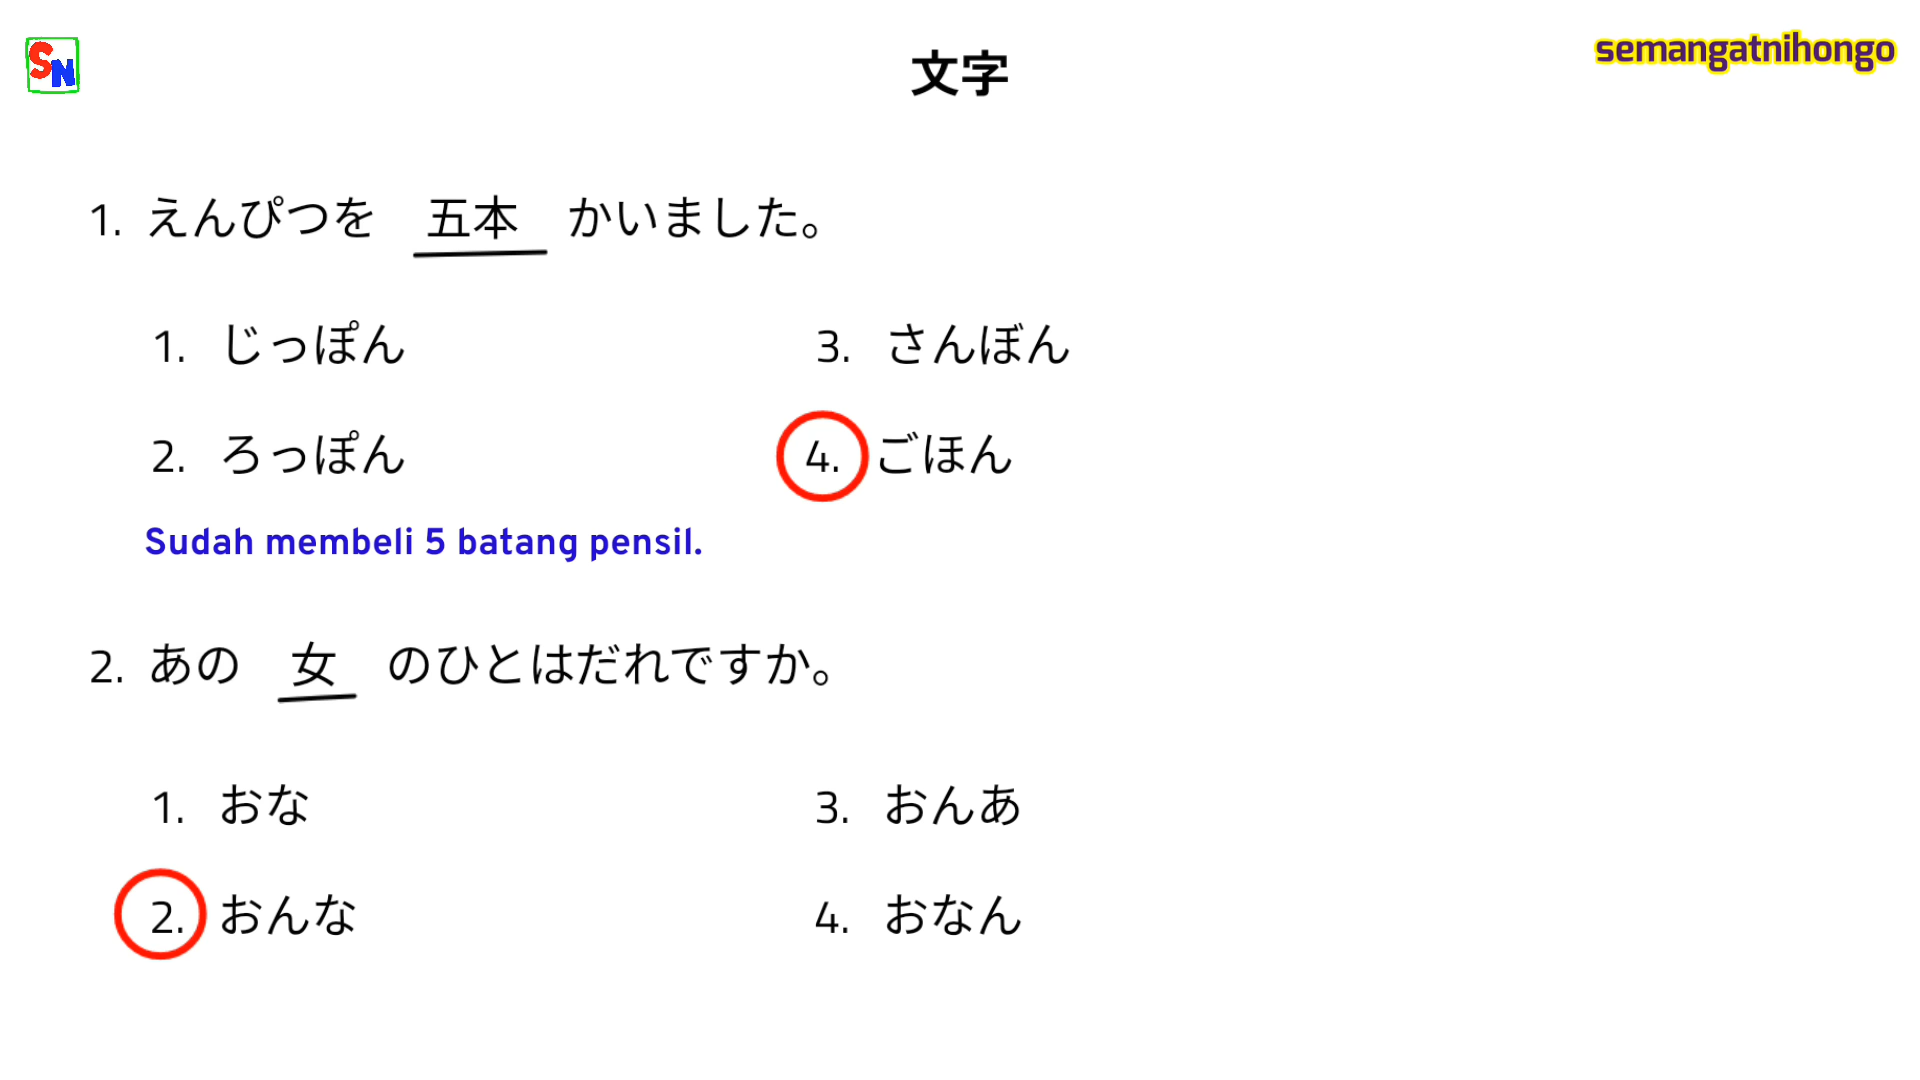 SN
文字
semangatnihongo
1. えんぴつを 五本 かいました。
1. じっぽん
3. さんぼん
2. ろっぽん
4. ごほん
Sudah membeli 5 batang pensil.
2. あの 女 のひとはだれですか。
1. おな
3. おんあ
2. おんな
4. おなん